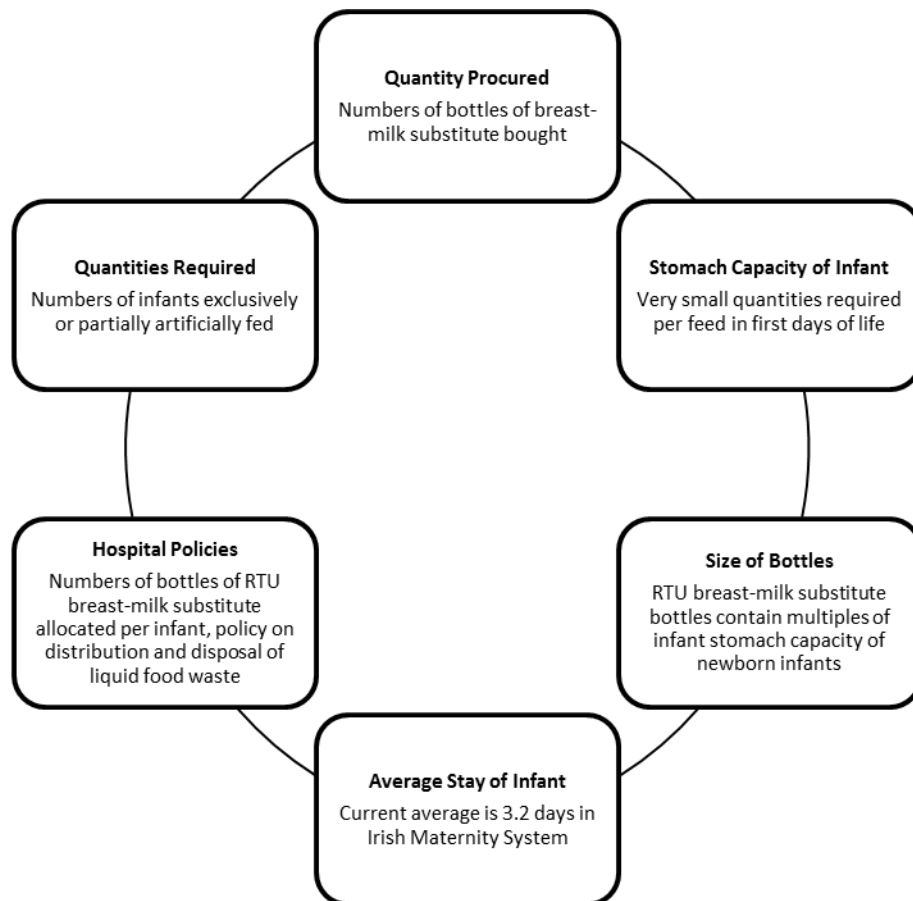 Quantity Procured
Numbers of bottles of breast-
milk substitute bought
Stomach Capacity of Infant
Very small quantities required
per feed in first days of life
Size of Bottles
RTU breast-milk substitute
bottles contain multiples of
infant stomach capacity of
newborn infants
Average Stay of Infant
Current average is 3.2 days in
Irish Maternity System
Hospital Policies
Numbers of bottles of RTU
breast-milk substitute
allocated per infant, policy on
distribution and disposal of
liquid food waste
Quantities Required
Numbers of infants exclusively
or partially artificially fed